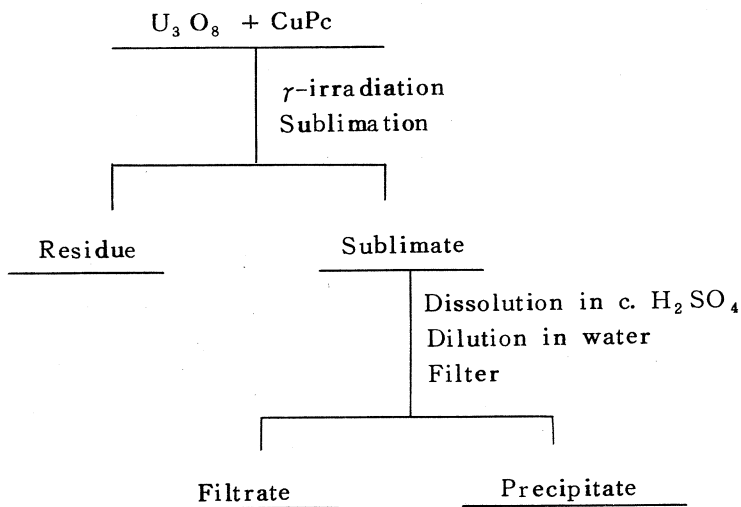 U₃O₈ + CuPc
γ-irradiation
Sublimation
Residue
Sublimate
Dissolution in c. H₂SO₄
Dilution in water
Filter
Filtrate
Precipitate